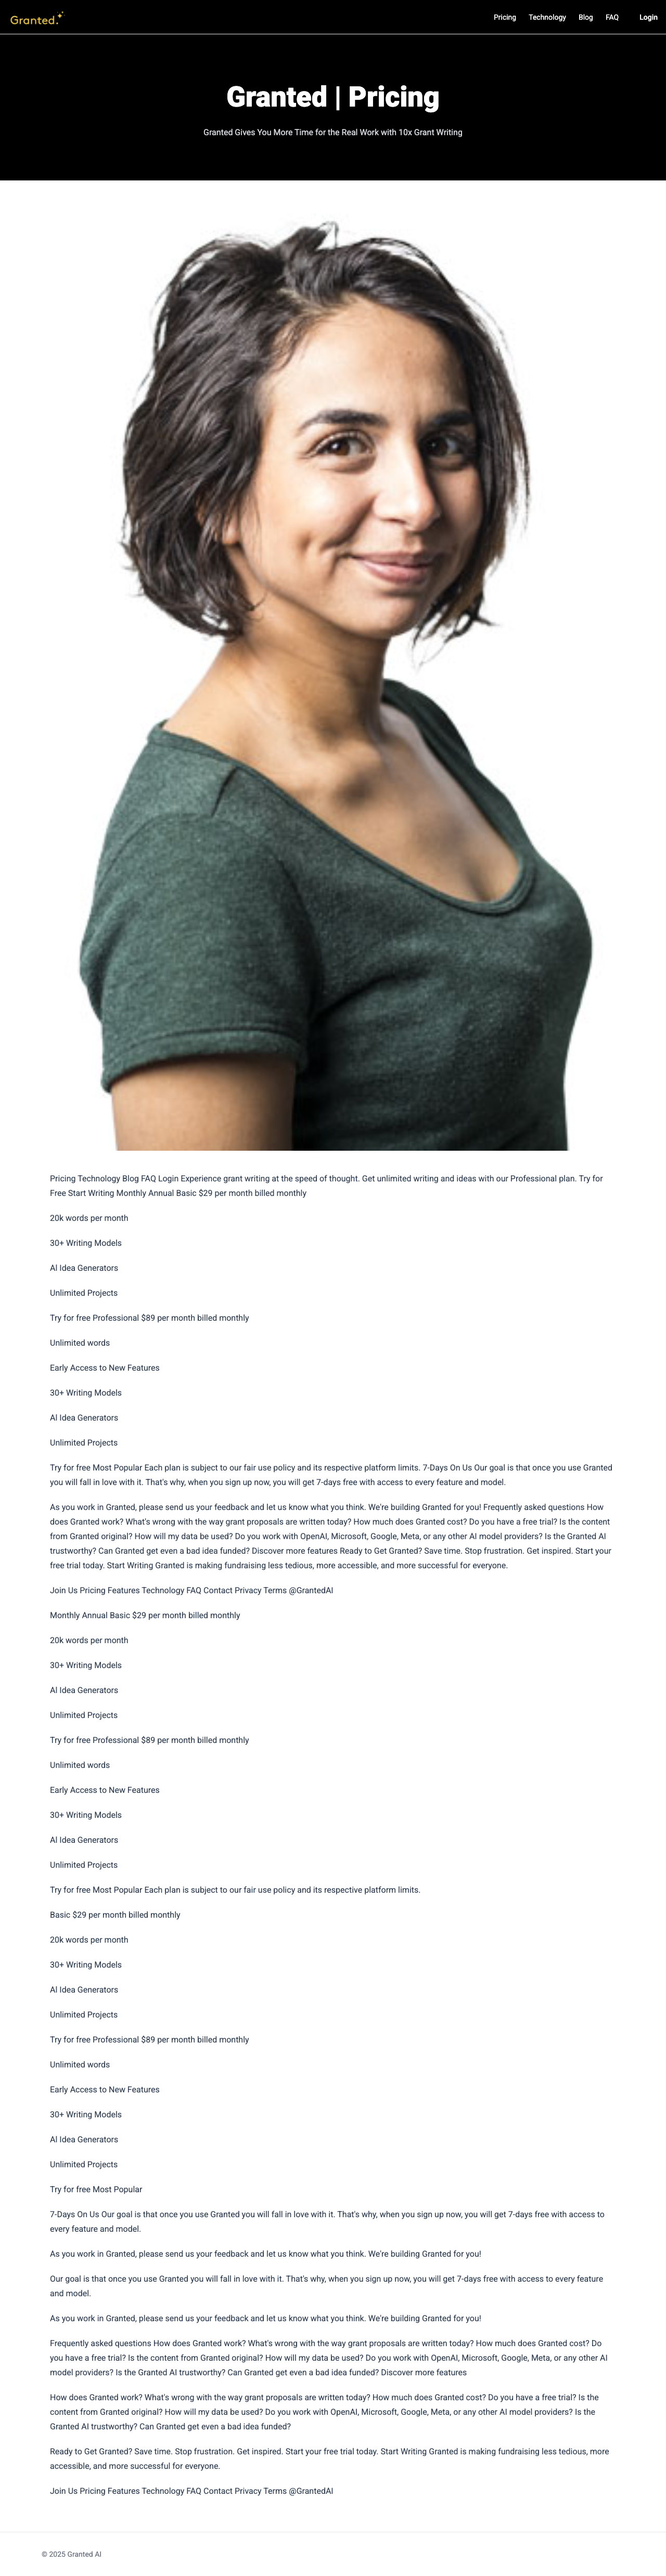 Granted.
Pricing Technology Blog FAQ Login
Granted | Pricing
Granted Gives You More Time for the Real Work with 10x Grant Writing
Pricing Technology Blog FAQ Login Experience grant writing at the speed of thought. Get unlimited writing and ideas with our Professional plan. Try for
Free Start Writing Monthly Annual Basic $29 per month billed monthly
20k words per month
30+ Writing Models
AI Idea Generators
Unlimited Projects
Try for free Professional $89 per month billed monthly
Unlimited words
Early Access to New Features
30+ Writing Models
AI Idea Generators
Unlimited Projects
Try for free Most Popular Each plan is subject to our fair use policy and its respective platform limits. 7-Days On Us Our goal is that once you use Granted
you will fall in love with it. That's why, when you sign up now, you will get 7-days free with access to every feature and model.
As you work in Granted, please send us your feedback and let us know what you think. We're building Granted for you! Frequently asked questions How
does Granted work? What's wrong with the way grant proposals are written today? How much does Granted cost? Do you have a free trial? Is the content
from Granted original? How will my data be used? Do you work with OpenAI, Microsoft, Google, Meta, or any other AI model providers? Is the Granted AI
trustworthy? Can Granted get even a bad idea funded? Discover more features Ready to Get Granted? Save time. Stop frustration. Get inspired. Start your
free trial today. Start Writing Granted is making fundraising less tedious, more accessible, and more successful for everyone.
Join Us Pricing Features Technology FAQ Contact Privacy Terms @GrantedAI
Monthly Annual Basic $29 per month billed monthly
20k words per month
30+ Writing Models
AI Idea Generators
Unlimited Projects
Try for free Professional $89 per month billed monthly
Unlimited words
Early Access to New Features
30+ Writing Models
AI Idea Generators
Unlimited Projects
Try for free Most Popular Each plan is subject to our fair use policy and its respective platform limits.
Basic $29 per month billed monthly
20k words per month
30+ Writing Models
AI Idea Generators
Unlimited Projects
Try for free Professional $89 per month billed monthly
Unlimited words
Early Access to New Features
30+ Writing Models
AI Idea Generators
Unlimited Projects
Try for free Most Popular
7-Days On Us Our goal is that once you use Granted you will fall in love with it. That's why, when you sign up now, you will get 7-days free with access to
every feature and model.
As you work in Granted, please send us your feedback and let us know what you think. We're building Granted for you!
Our goal is that once you use Granted you will fall in love with it. That's why, when you sign up now, you will get 7-days free with access to every feature
and model.
As you work in Granted, please send us your feedback and let us know what you think. We're building Granted for you!
Frequently asked questions How does Granted work? What's wrong with the way grant proposals are written today? How much does Granted cost? Do
you have a free trial? Is the content from Granted original? How will my data be used? Do you work with OpenAI, Microsoft, Google, Meta, or any other AI
model providers? Is the Granted AI trustworthy? Can Granted get even a bad idea funded? Discover more features
How does Granted work? What's wrong with the way grant proposals are written today? How much does Granted cost? Do you have a free trial? Is the
content from Granted original? How will my data be used? Do you work with OpenAI, Microsoft, Google, Meta, or any other AI model providers? Is the
Granted AI trustworthy? Can Granted get even a bad idea funded?
Ready to Get Granted? Save time. Stop frustration. Get inspired. Start your free trial today. Start Writing Granted is making fundraising less tedious, more
accessible, and more successful for everyone.
Join Us Pricing Features Technology FAQ Contact Privacy Terms @GrantedAI
© 2025 Granted AI